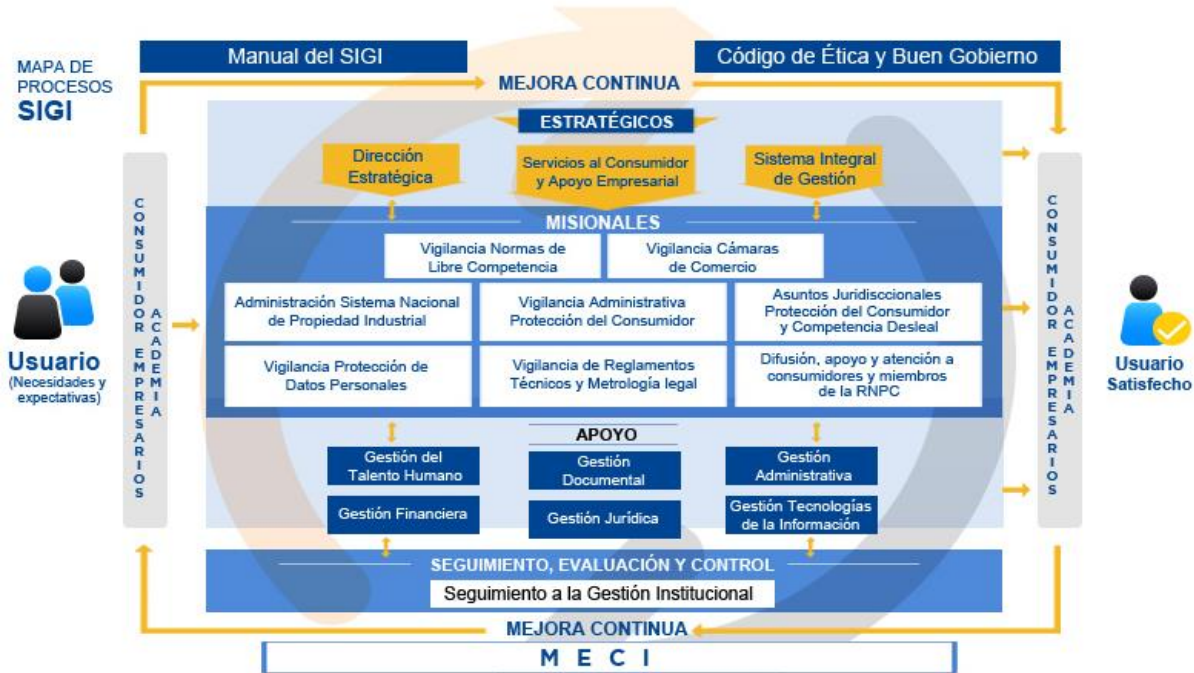 MAPA DE
PROCESOS
SIGI
Manual del SIGI
Código de Ética y Buen Gobierno
MEJORA CONTINUA
ESTRATÉGICOS
Dirección
Estratégica
Servicios al Consumidor
y Apoyo Empresarial
Sistema Integral
de Gestión
MISIONALES
Vigilancia Normas de
Libre Competencia
Vigilancia Cámaras
de Comercio
Administración Sistema Nacional
de Propiedad Industrial
Vigilancia Administrativa
Protección del Consumidor
Asuntos Juridisccionales
Protección del Consumidor
y Competencia Desleal
Vigilancia Protección de
Datos Personales
Vigilancia de Reglamentos
Técnicos y Metrología legal
Difusión, apoyo y atención a
consumidores y miembros
de la RNPC
Usuario
(Necesidades y
expectativas)
CONSUMIDOR EMPRESARIOS
ACADEMIA
CONSUMIDOR EMPRESARIOS
ACADEMIA
Usuario
Satisfecho
APOYO
Gestión del
Talento Humano
Gestión
Documental
Gestión
Administrativa
Gestión Financiera
Gestión Jurídica
Gestión Tecnologías
de la Información
SEGUIMIENTO, EVALUACIÓN Y CONTROL
Seguimiento a la Gestión Institucional
MEJORA CONTINUA
MECI